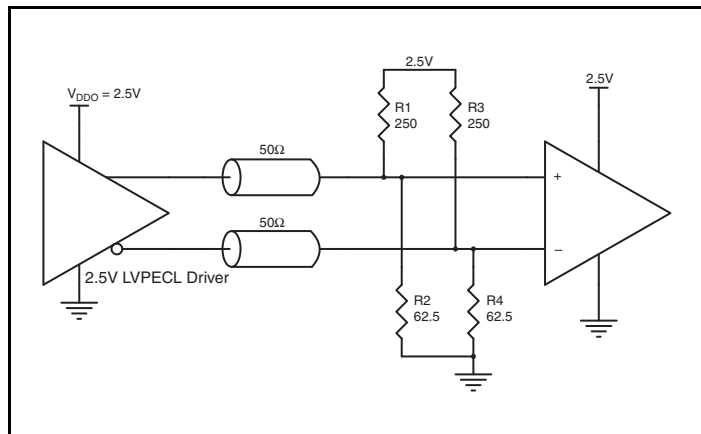 2.5V
2.5V
VDDO = 2.5V
R1
250
R3
250
50Ω
+
50Ω
–
2.5V LVPECL Driver
R2
62.5
R4
62.5